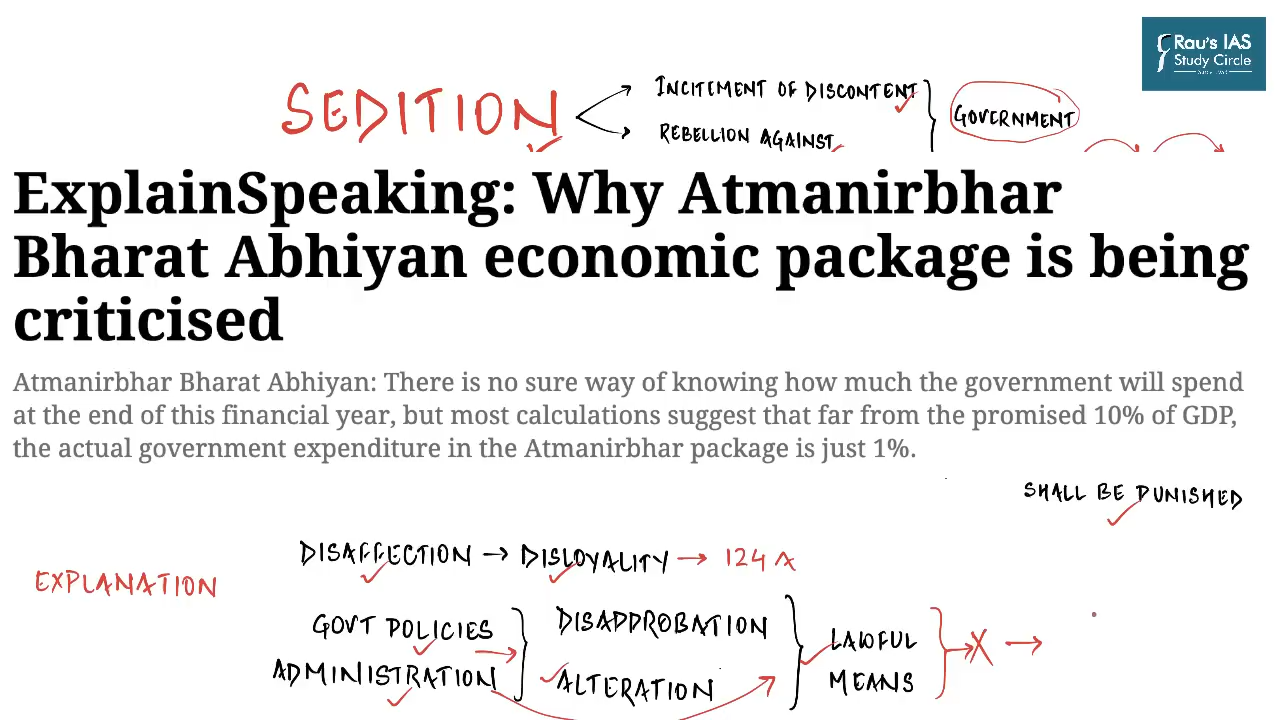 Rau's IAS
Study Circle
SEDITION
INCITEMENT OF DISCONTENT
REBELLION AGAINST
GOVERNMENT
ExplainSpeaking: Why Atmanirbhar
Bharat Abhiyan economic package is being
criticised
Atmanirbhar Bharat Abhiyan: There is no sure way of knowing how much the government will spend
at the end of this financial year, but most calculations suggest that far from the promised 10% of GDP,
the actual government expenditure in the Atmanirbhar package is just 1%.
SHALL BE PUNISHED
DISAFFECTION → DISLOYALITY → 124 A
EXPLANATION
GOVT POLICIES
ADMINISTRATION
DISAPPROBATION
ALTERATION
LAWFUL
MEANS
X →